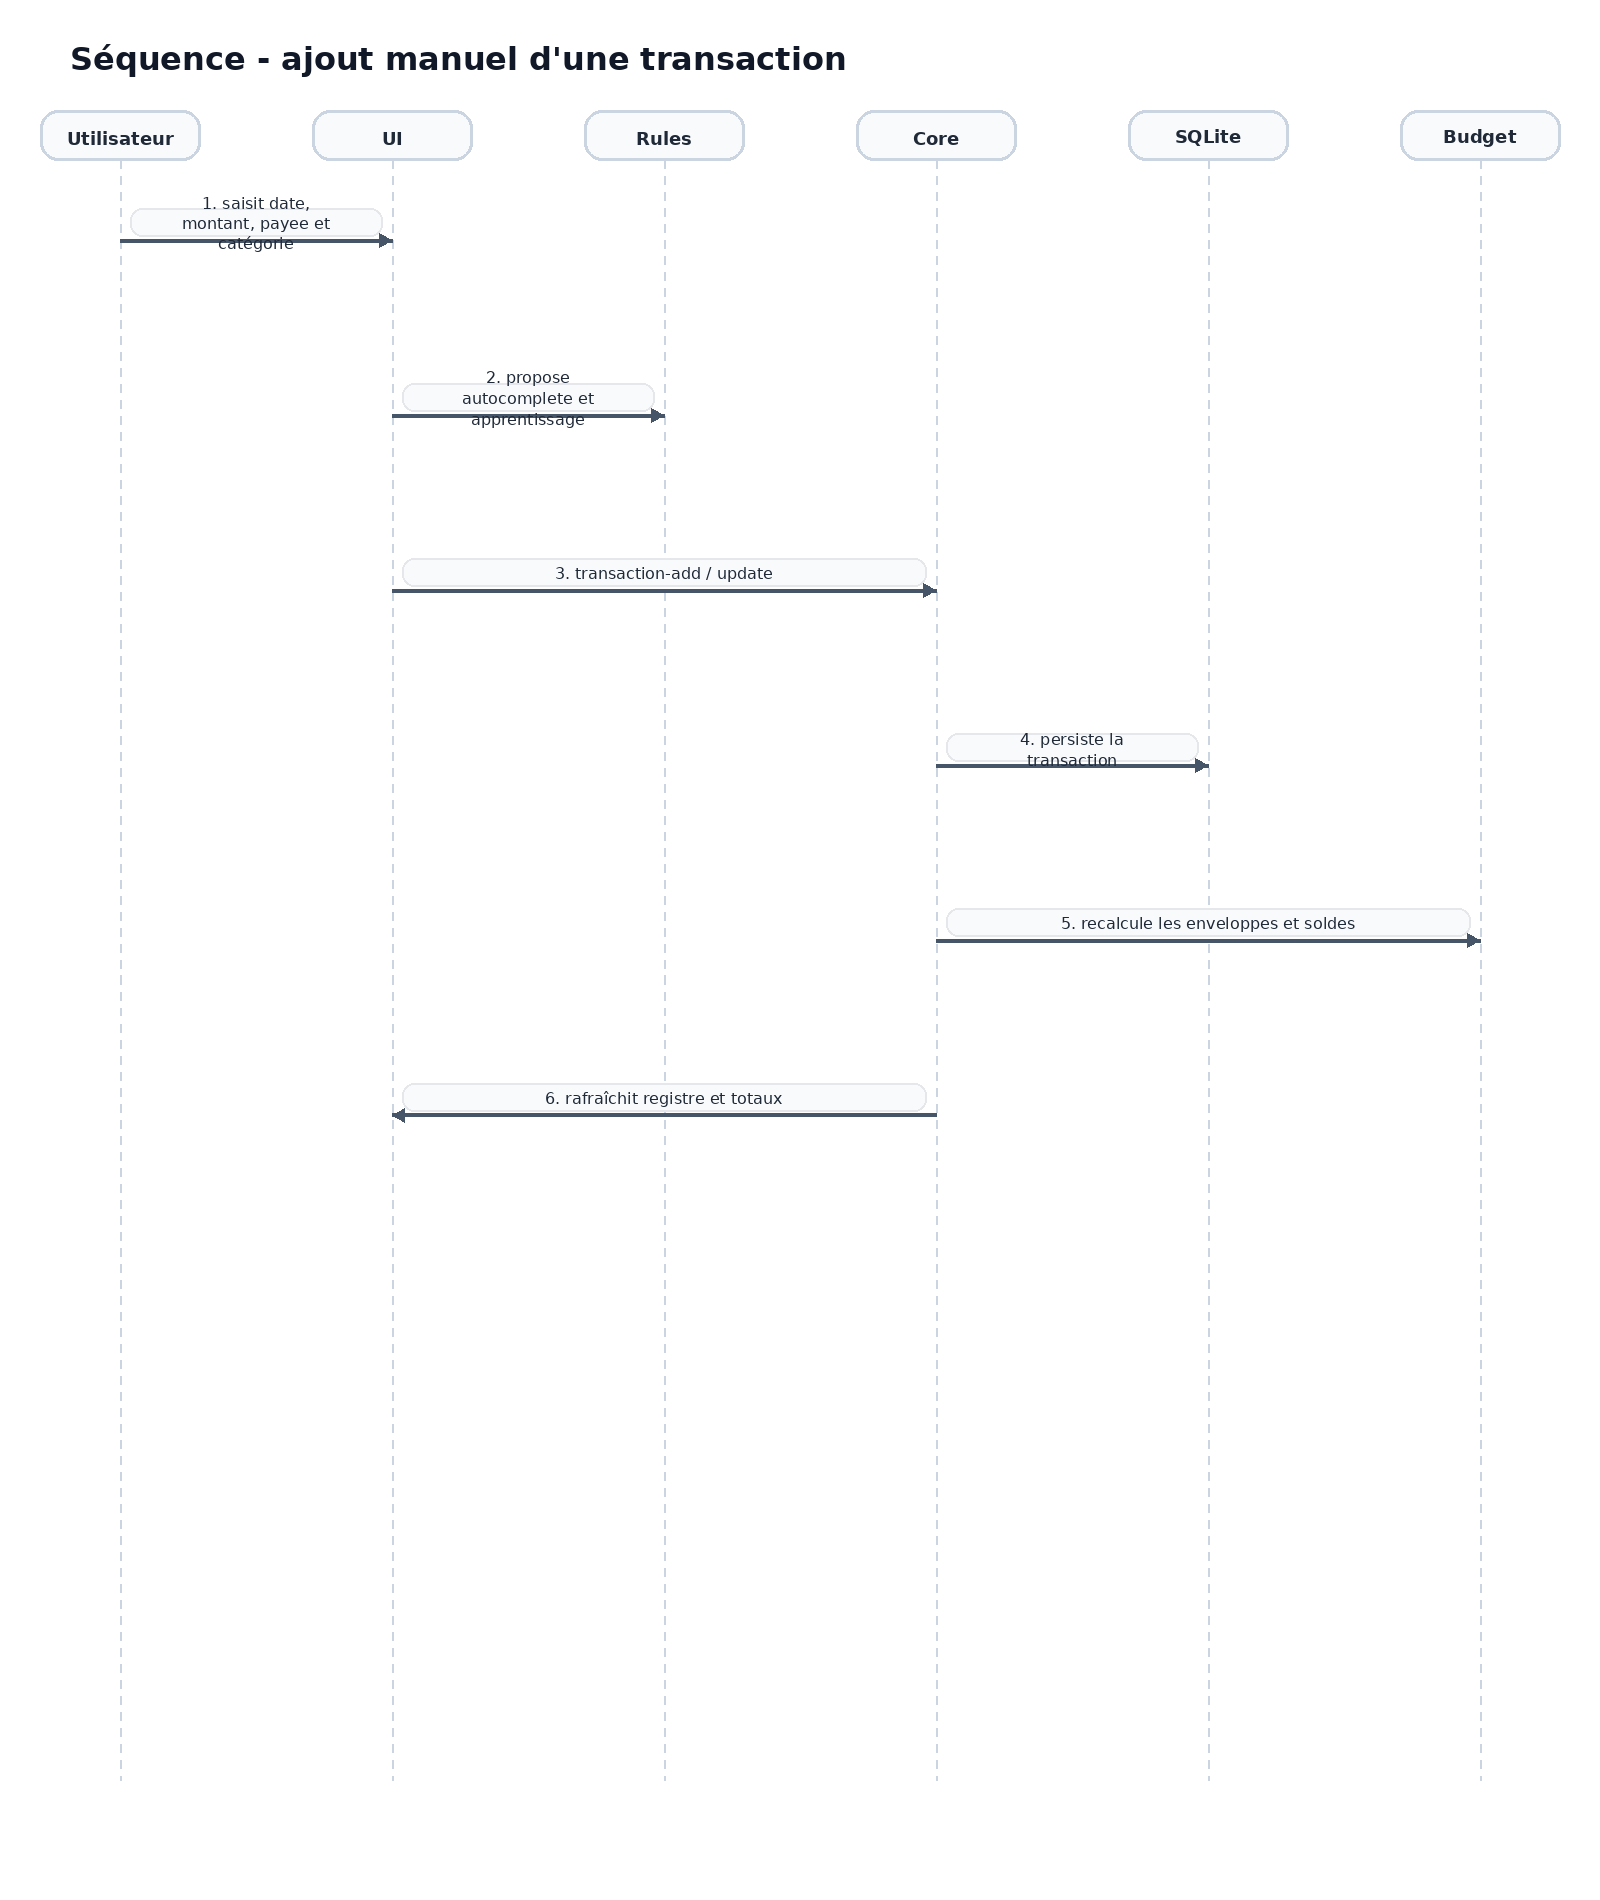 Séquence - ajout manuel d'une transaction
Utilisateur
UI
Rules
Core
SQLite
Budget
1. saisit date,
montant, payee et
catégorie
2. propose
autocomplete et
apprentissage
3. transaction-add / update
4. persiste la
transaction
5. recalcule les enveloppes et soldes
6. rafraîchit registre et totaux